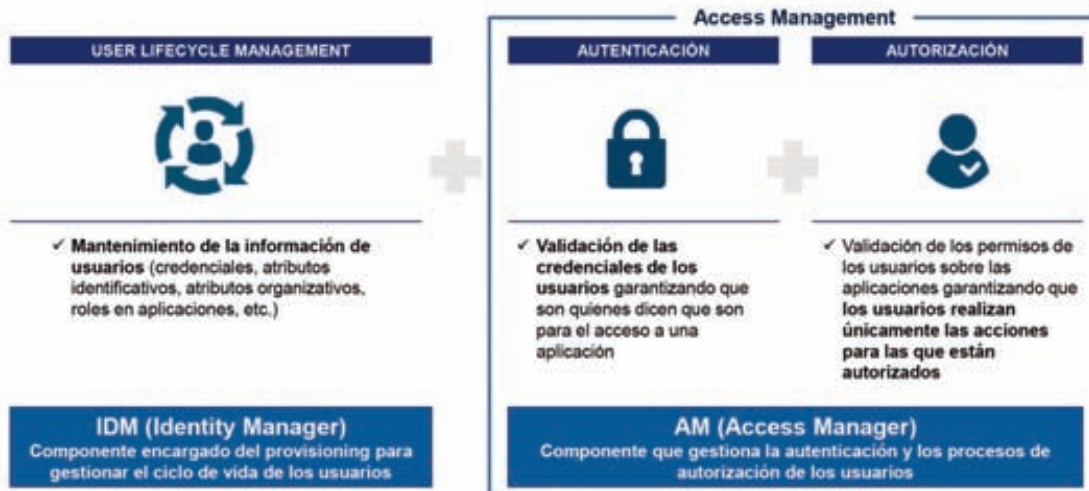 Access Management
USER LIFECYCLE MANAGEMENT
✓ Mantenimiento de la información de
usuarios (credenciales, atributos
identificativos, atributos organizativos,
roles en aplicaciones, etc.)
IDM (Identity Manager)
Componente encargado del provisioning para
gestionar el ciclo de vida de los usuarios
AUTENTICACIÓN
✓ Validación de las
credenciales de los
usuarios garantizando que
son quienes dicen que son
para el acceso a una
aplicación
AUTORIZACIÓN
✓ Validación de los permisos de
los usuarios sobre las
aplicaciones garantizando que
los usuarios realizan
únicamente las acciones
para las que están
autorizados
AM (Access Manager)
Componente que gestiona la autenticación y los procesos de
autorización de los usuarios